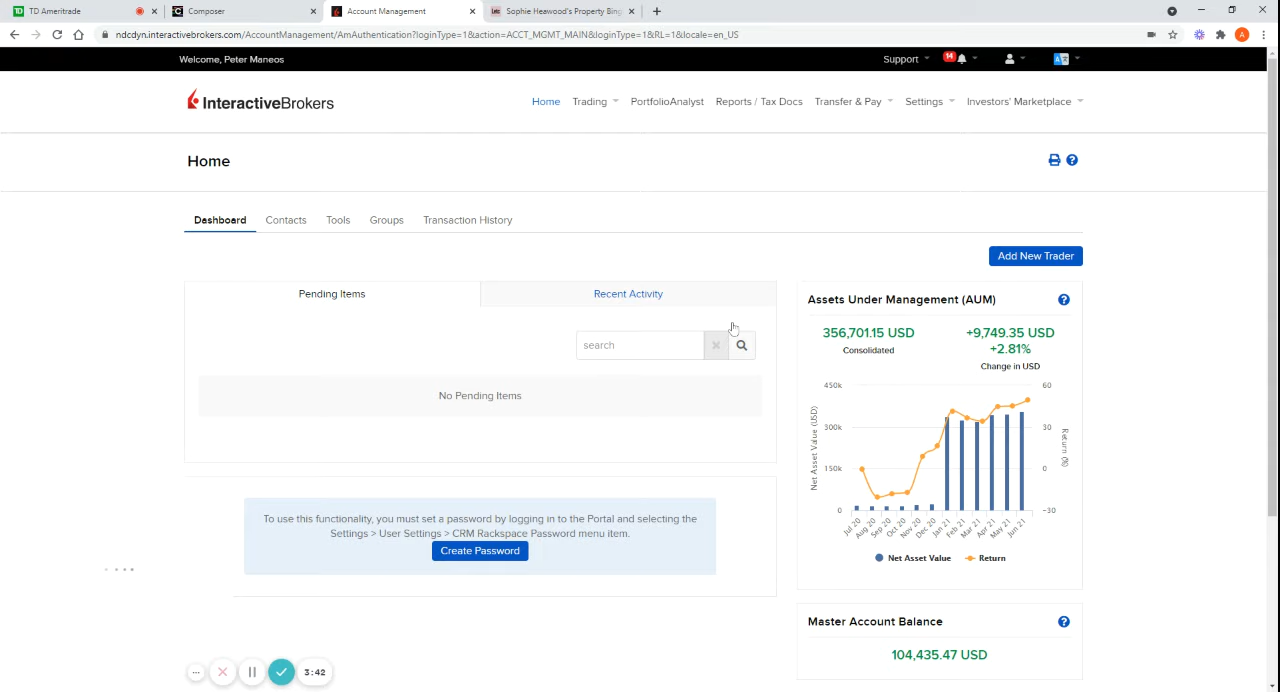 TD Ameritrade
Composer
Account Management
Sophie Heawood's Property Bing
ndcdyn.interactivebrokers.com/AccountManagement/AmAuthentication?loginType=1&action=ACCT_MGMT_MAIN&loginType=1&RL=1&locale=en_US
Welcome, Peter Maneos
Support
14
InteractiveBrokers
Home
Trading
PortfolioAnalyst
Reports / Tax Docs
Transfer & Pay
Settings
Investors' Marketplace
Home
Dashboard
Contacts
Tools
Groups
Transaction History
Add New Trader
Pending Items
Recent Activity
search
No Pending Items
To use this functionality, you must set a password by logging in to the Portal and selecting the
Settings > User Settings > CRM Rackspace Password menu item.
Create Password
Assets Under Management (AUM)
356,701.15 USD
Consolidated
+9,749.35 USD
+2.81%
Change in USD
450k
300k
150k
0
Net Asset Value (USD)
60
30
0
-30
Return (%)
Jul 20
Aug 20
Sep 20
Oct 20
Nov 20
Dec 20
Jan 21
Feb 21
Mar 21
Apr 21
May 21
Jun 21
Net Asset Value
Return
Master Account Balance
104,435.47 USD
3:42